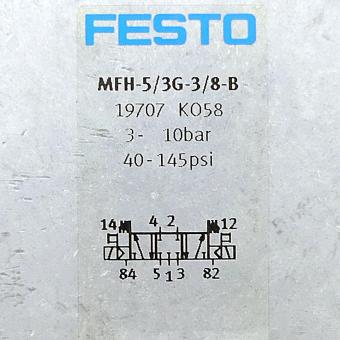 FESTO
MFH-5/3G-3/8-B
19707 KO58
3- 10bar
40-145psi
14 4 2 12
84 5 1 3 82